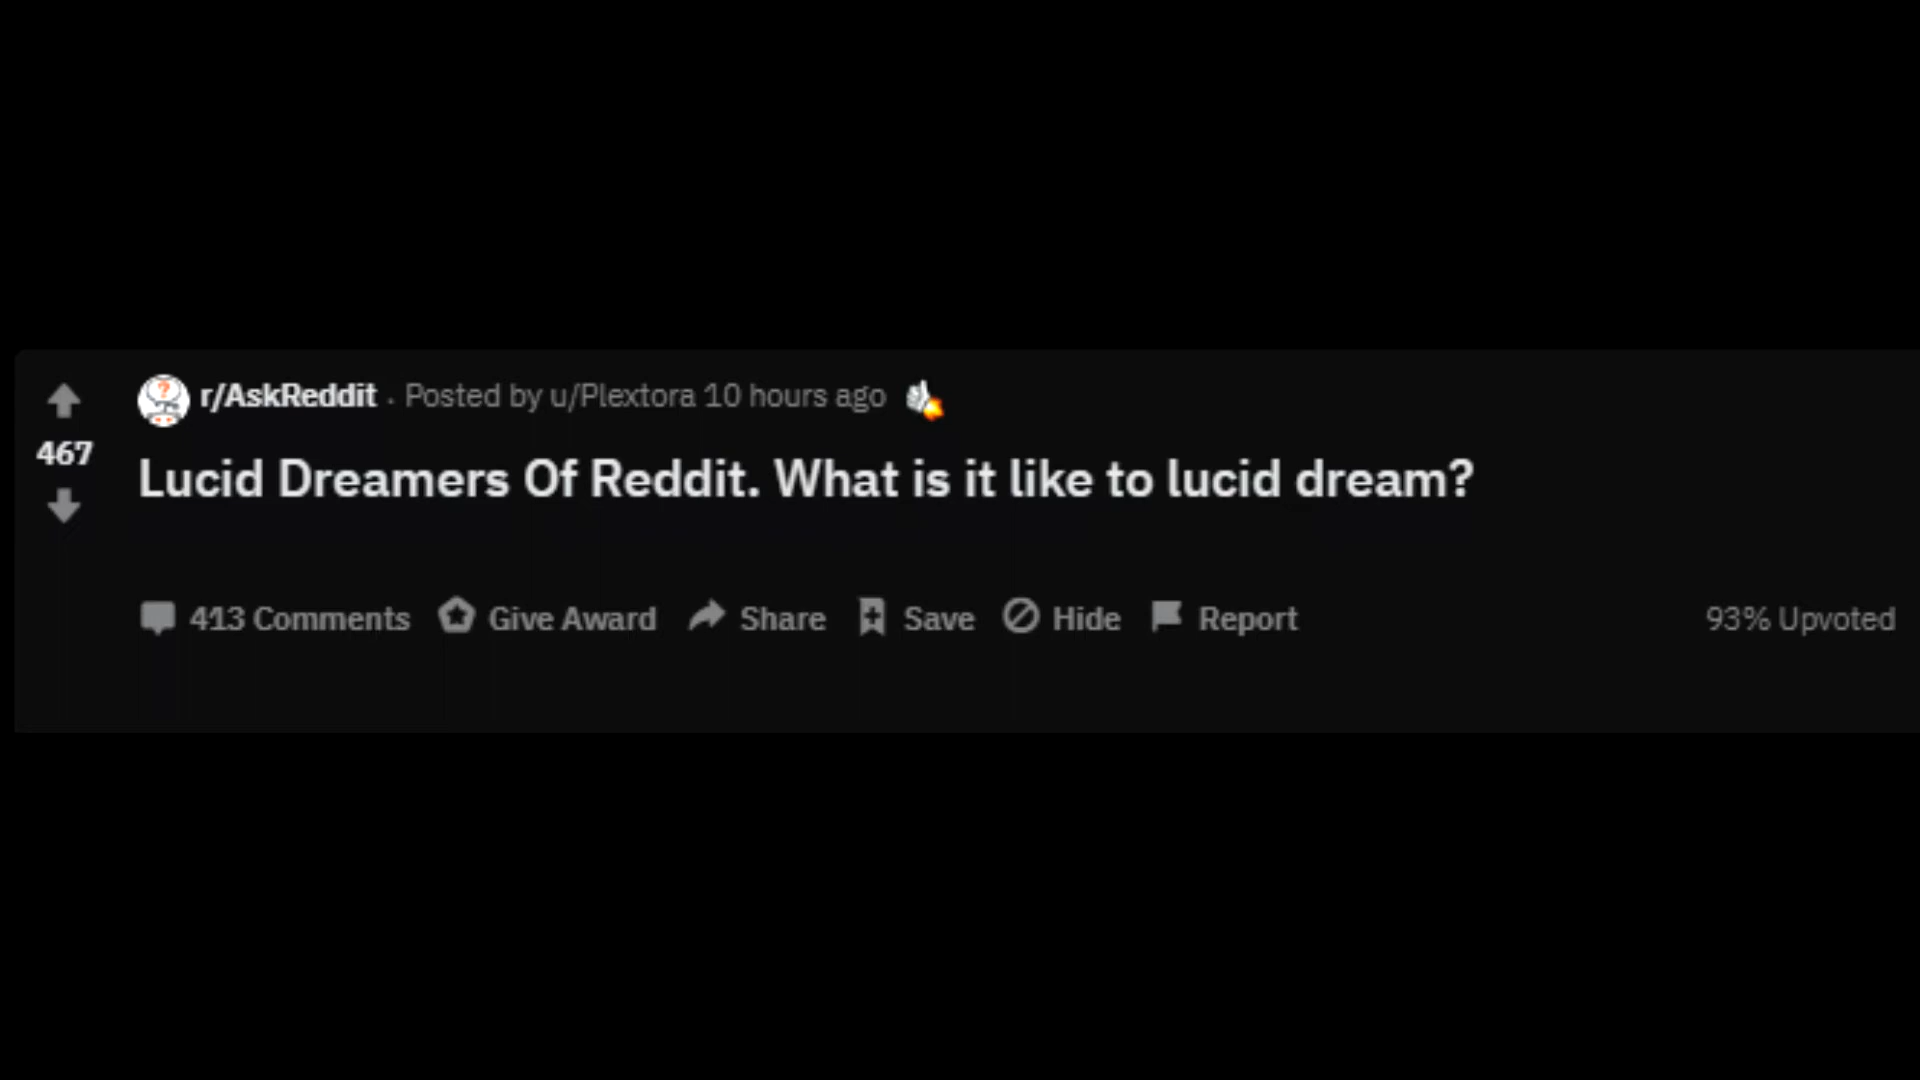 r/AskReddit · Posted by u/Plextora 10 hours ago
467
Lucid Dreamers Of Reddit. What is it like to lucid dream?
413 Comments Give Award Share Save Hide Report 93% Upvoted